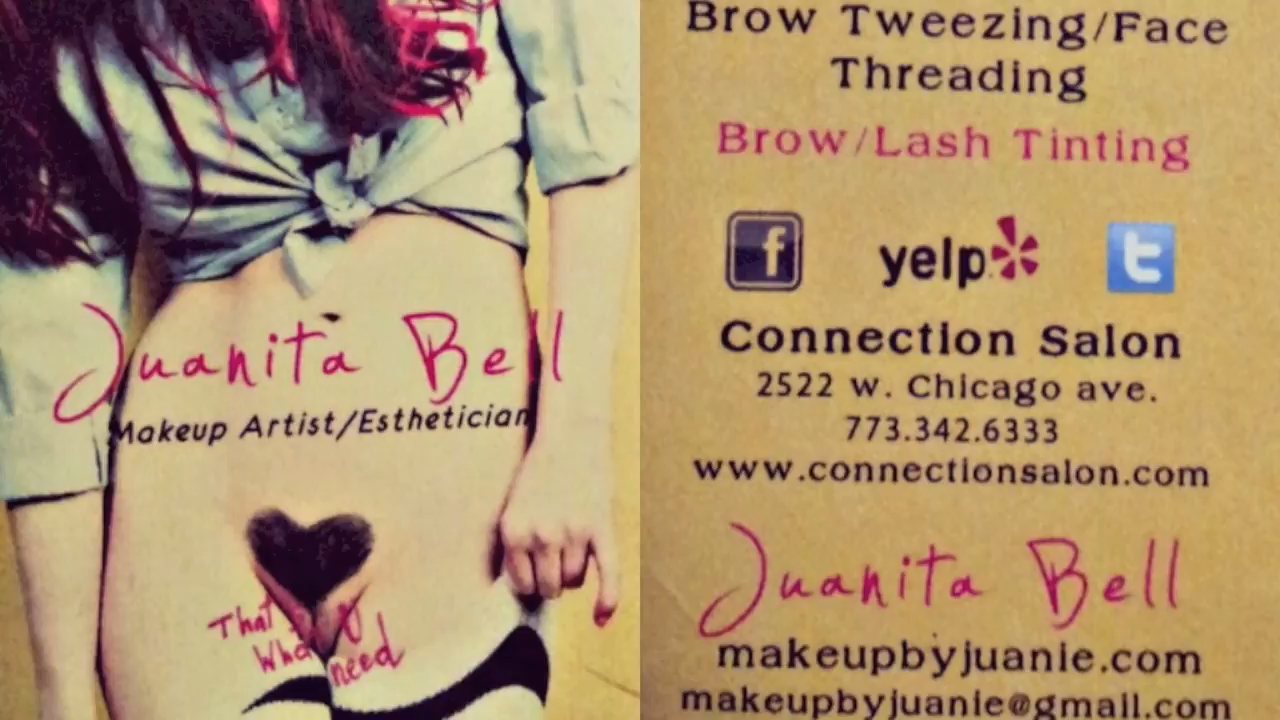 Juanita Bell
Makeup Artist/Esthetician
That
What U
need
Brow Tweezing/Face
Threading
Brow/Lash Tinting
f yelp t
Connection Salon
2522 w. Chicago ave.
773.342.6333
www.connectionsalon.com
Juanita Bell
makeupbyjuanie.com
makeupbyjuanie@gmail.com